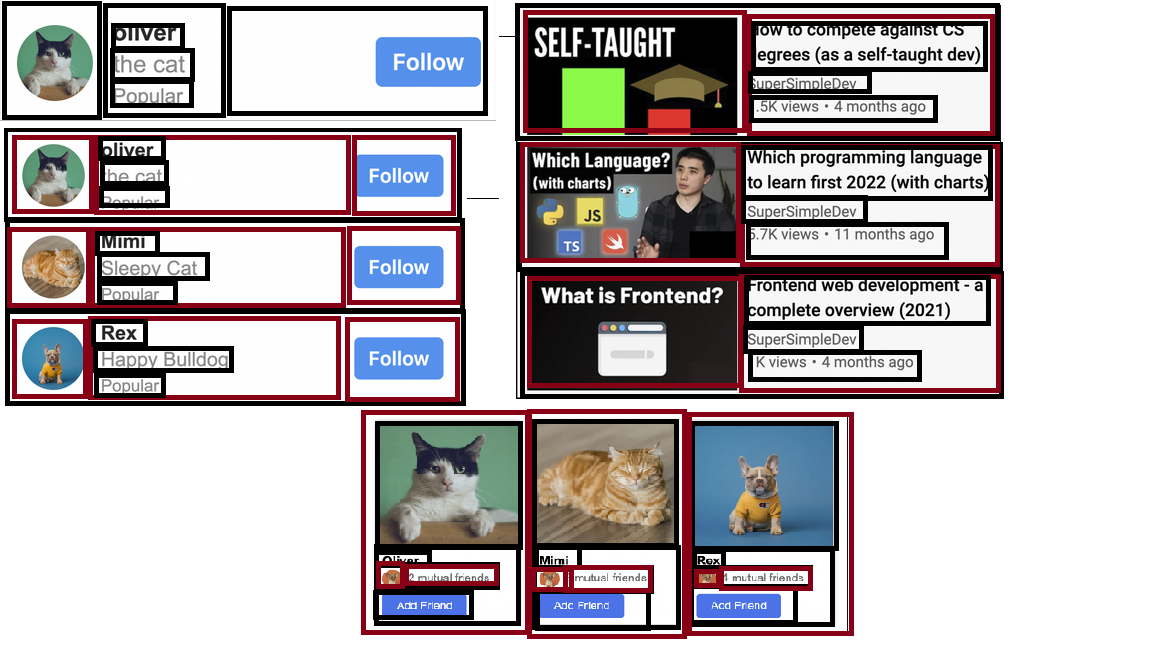 oliver
the cat
Popular
Follow
oliver
the cat
Popular
Follow
Mimi
Sleepy Cat
Popular
Follow
Rex
Happy Bulldog
Popular
Follow
SELF-TAUGHT
How to compete against CS
degrees (as a self-taught dev)
SuperSimpleDev
.5K views • 4 months ago
Which Language?
(with charts)
JS
TS
Which programming language
to learn first 2022 (with charts)
SuperSimpleDev
5.7K views • 11 months ago
What is Frontend?
Frontend web development - a
complete overview (2021)
SuperSimpleDev
K views • 4 months ago
Oliver
2 mutual friends
Add Friend
Mimi
mutual friends
Add Friend
Rex
4 mutual friends
Add Friend